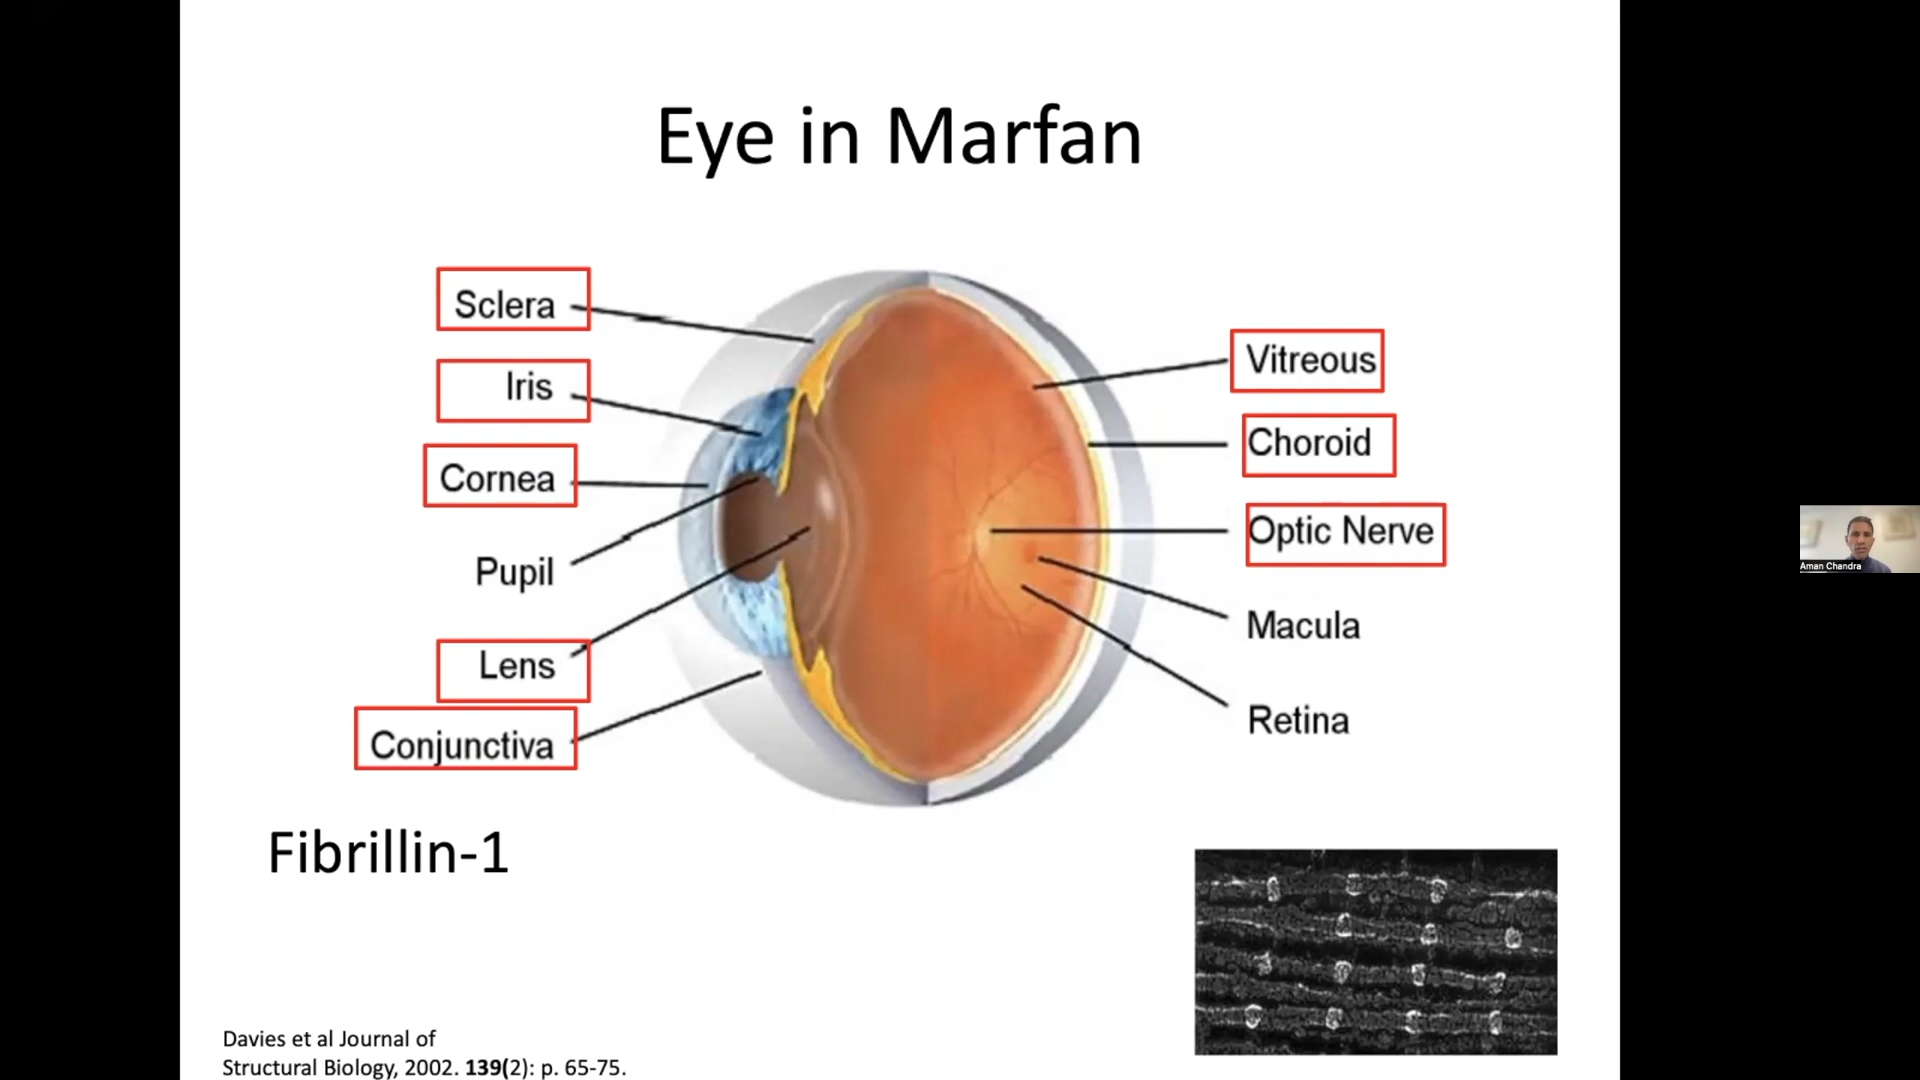 Eye in Marfan
Sclera
Iris
Cornea
Pupil
Lens
Conjunctiva
Vitreous
Choroid
Optic Nerve
Macula
Retina
Fibrillin-1
Davies et al Journal of
Structural Biology, 2002. 139(2): p. 65-75.
Aman Chandra